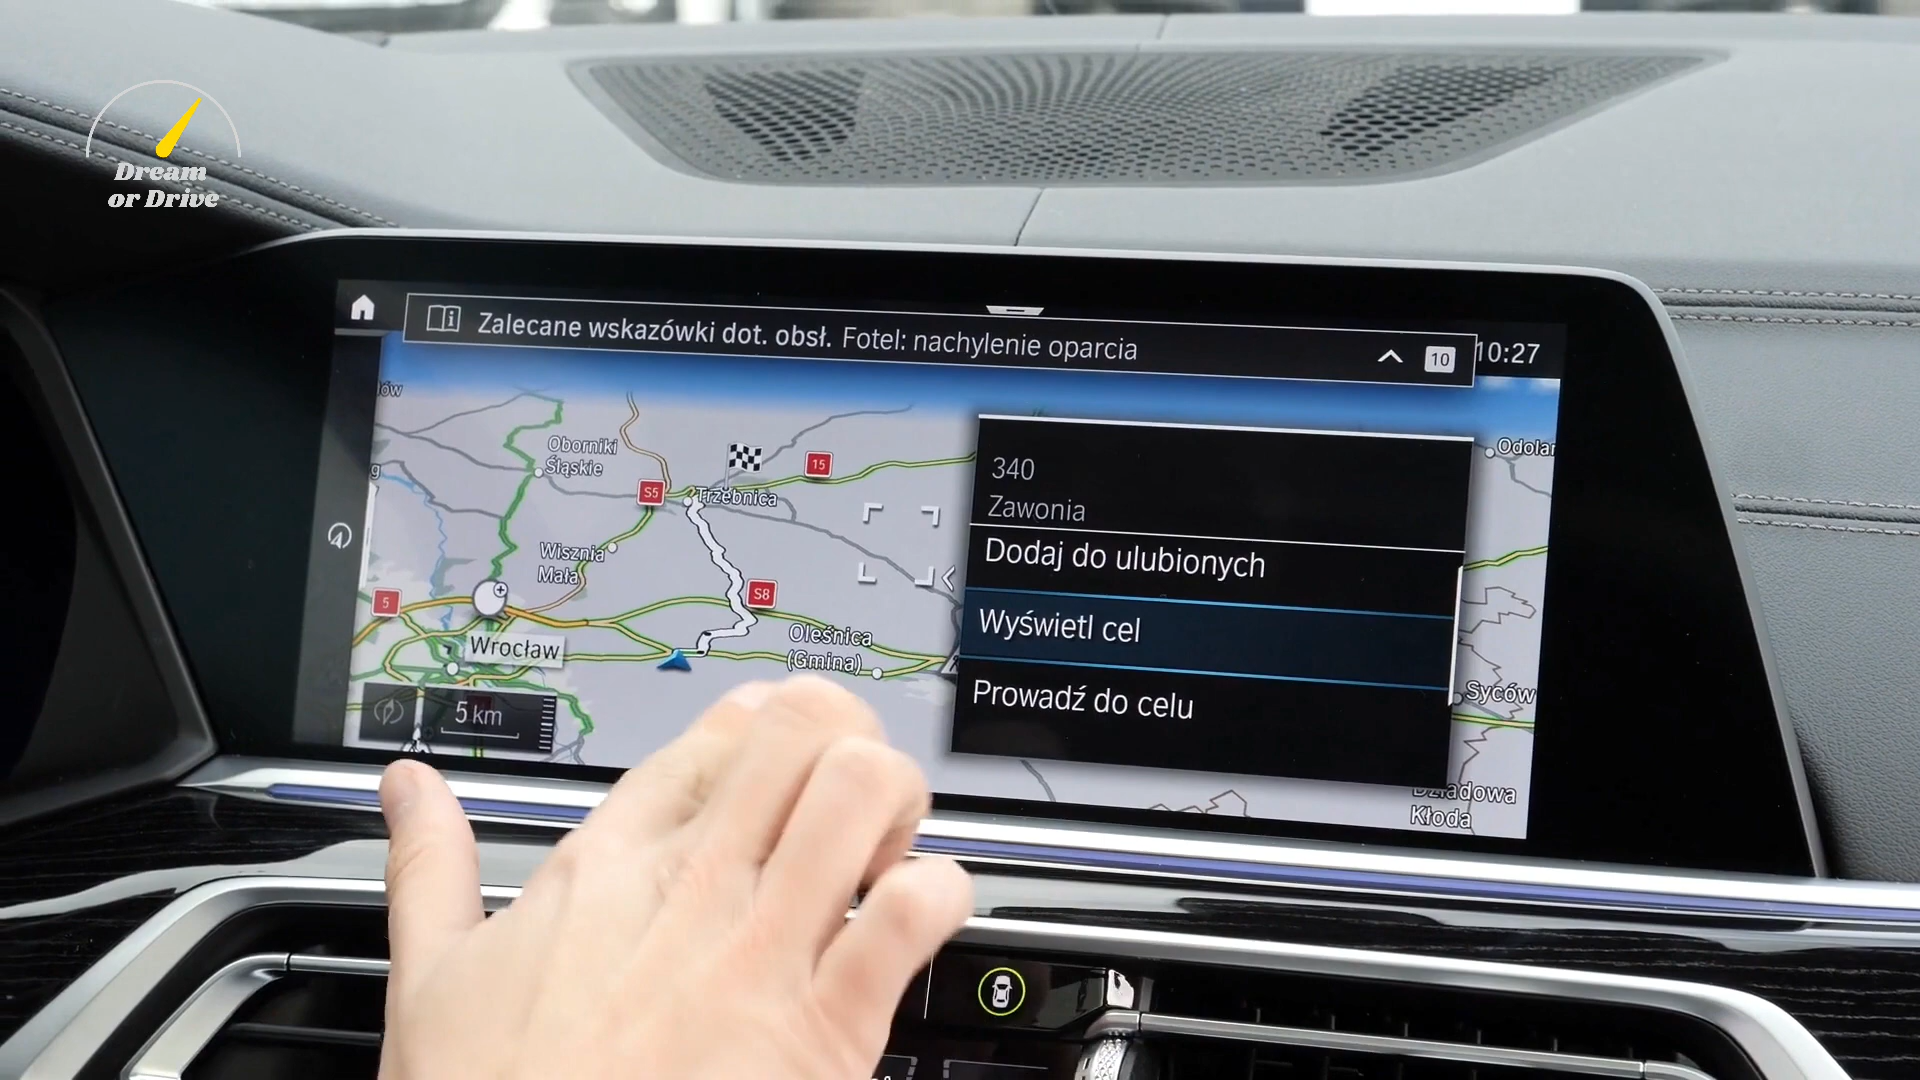 Dream
or Drive
Zalecane wskazówki dot. obsł. Fotel: nachylenie oparcia
10
10:27
ów
Oborniki
Śląskie
15
Odolan
340
S5
Trzebnica
g
Zawonia
Wisznia
Mała
Dodaj do ulubionych
5
S8
Wyświetl cel
Oleśnica
(Gmina)
Wrocław
Prowadź do celu
Syców
5 km
Dziadowa
Kłoda